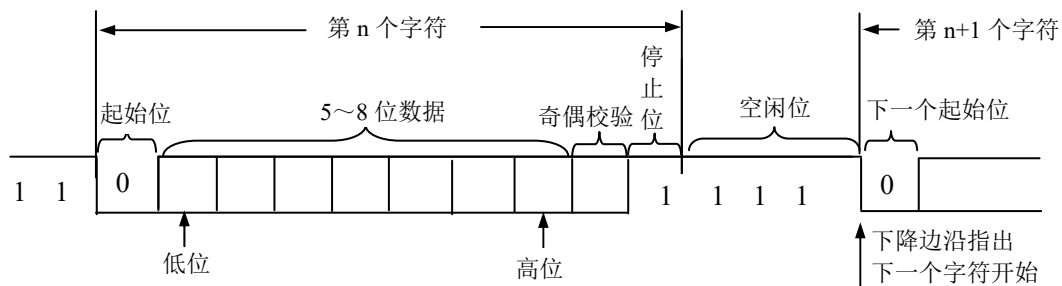 第 n 个字符
第 n+1 个字符
停止位
起始位
5～8 位数据
奇偶校验
空闲位
下一个起始位
1 1 0 1 1 1 1 0
低位
高位
下降边沿指出
下一个字符开始